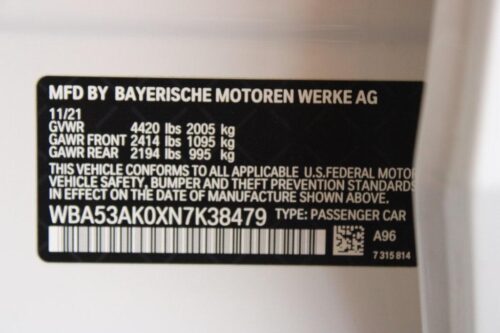 MFD BY BAYERISCHE MOTOREN WERKE AG
11/21
GVWR 4420 lbs 2005 kg
GAWR FRONT 2414 lbs 1095 kg
GAWR REAR 2194 lbs 995 kg
THIS VEHICLE CONFORMS TO ALL APPLICABLE U.S.FEDERAL MOTO
VEHICLE SAFETY, BUMPER AND THEFT PREVENTION STANDARDS
IN EFFECT ON THE DATE OF MANUFACTURE SHOWN ABOVE.
WBA53AK0XN7K38479 TYPE: PASSENGER CAR
A96
7 315 814